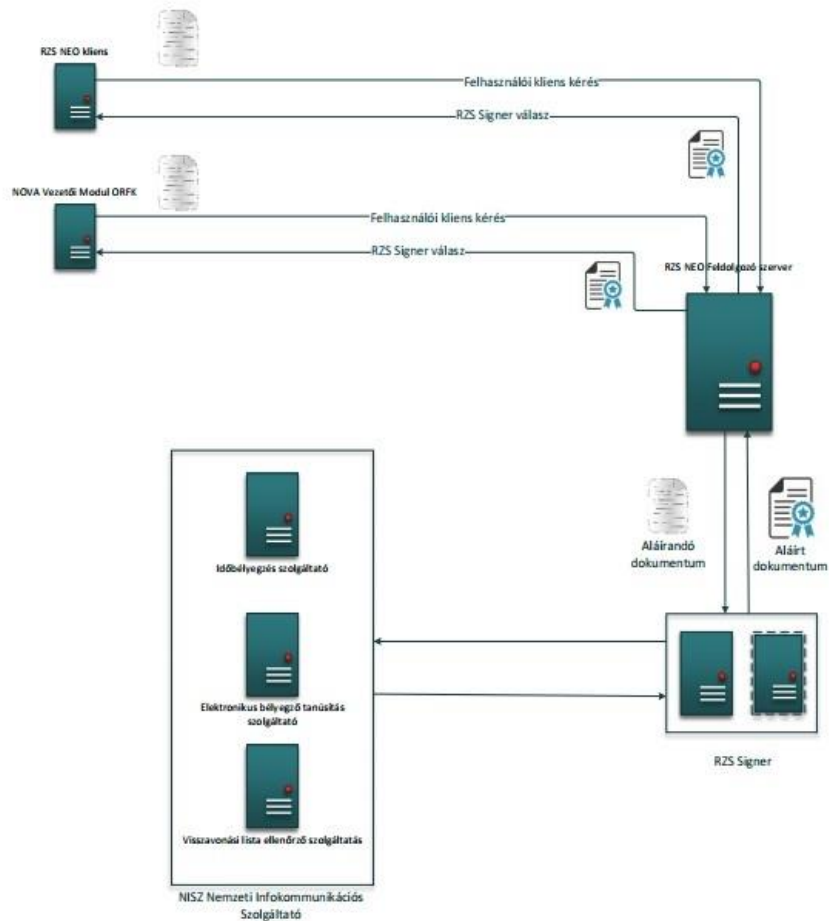 RZS NEO kliens
Felhasználói kliens kérés
RZS Signer válasz
NOVA Vezetői Modul ORFK
Felhasználói kliens kérés
RZS Signer válasz
RZS NEO Feldolgozó szerver
Időbélyegzés szolgáltató
Aláírandó
dokumentum
Aláírt
dokumentum
Elektronikus bélyegző tanúsítás
szolgáltató
RZS Signer
Visszavonási lista ellenőrző szolgáltatás
NISZ Nemzeti Infokommunikációs
Szolgáltató